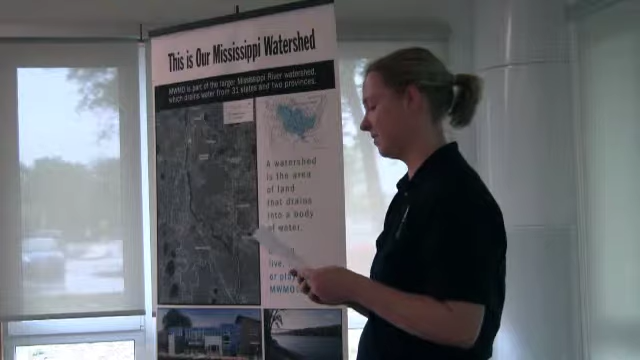 This is Our Mississippi Watershed
MWMO is part of the larger Mississippi River watershed,
which drains water from 31 states and two provinces.
A watershed
is the area
of land
that drains
into a body
of water.
live,
or play
MWMO